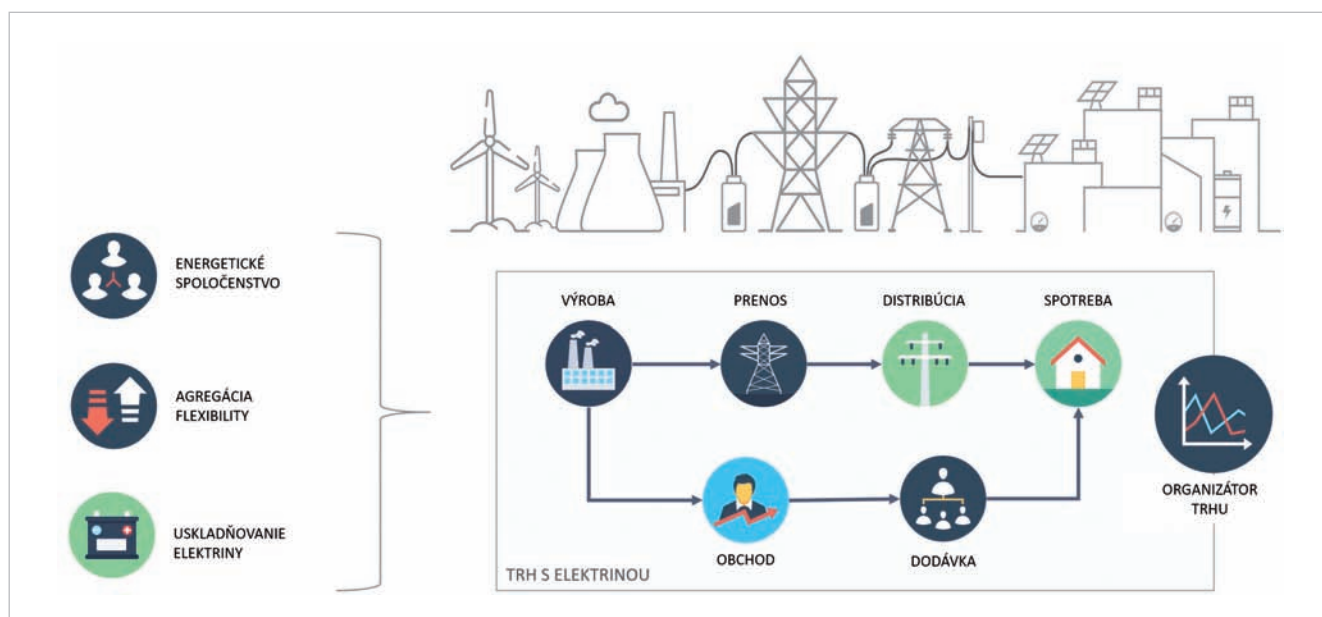 ENERGETICKÉ
SPOLOČENSTVO
AGREGÁCIA
FLEXIBILITY
USKLADŇOVANIE
ELEKTRINY
VÝROBA
PRENOS
DISTRIBÚCIA
SPOTREBA
OBCHOD
DODÁVKA
ORGANIZÁTOR
TRHU
TRH S ELEKTRINOU